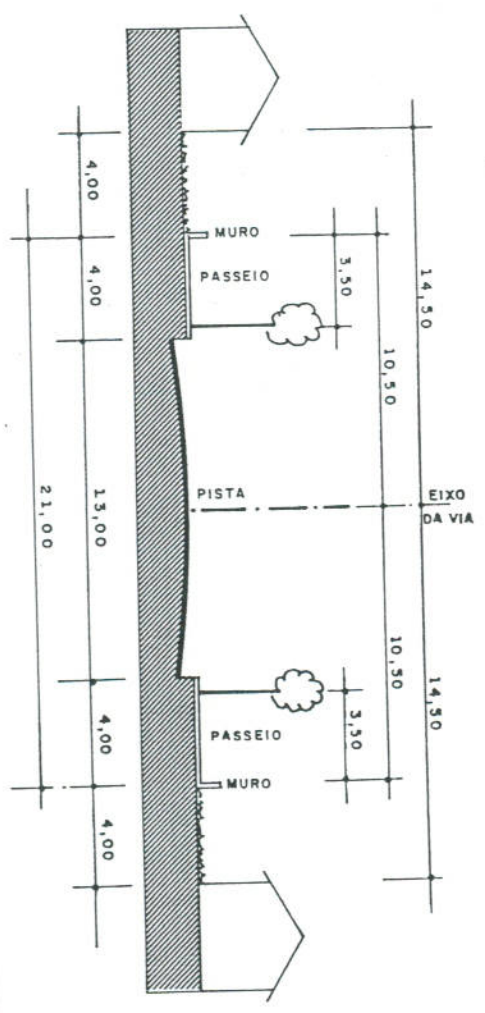 4,00
4,00
13,00
4,00
4,00
21,00
MURO
PASSEIO
PISTA
PASSEIO
MURO
3,50
3,50
10,50
10,50
14,50
14,50
EIXO
DA VIA